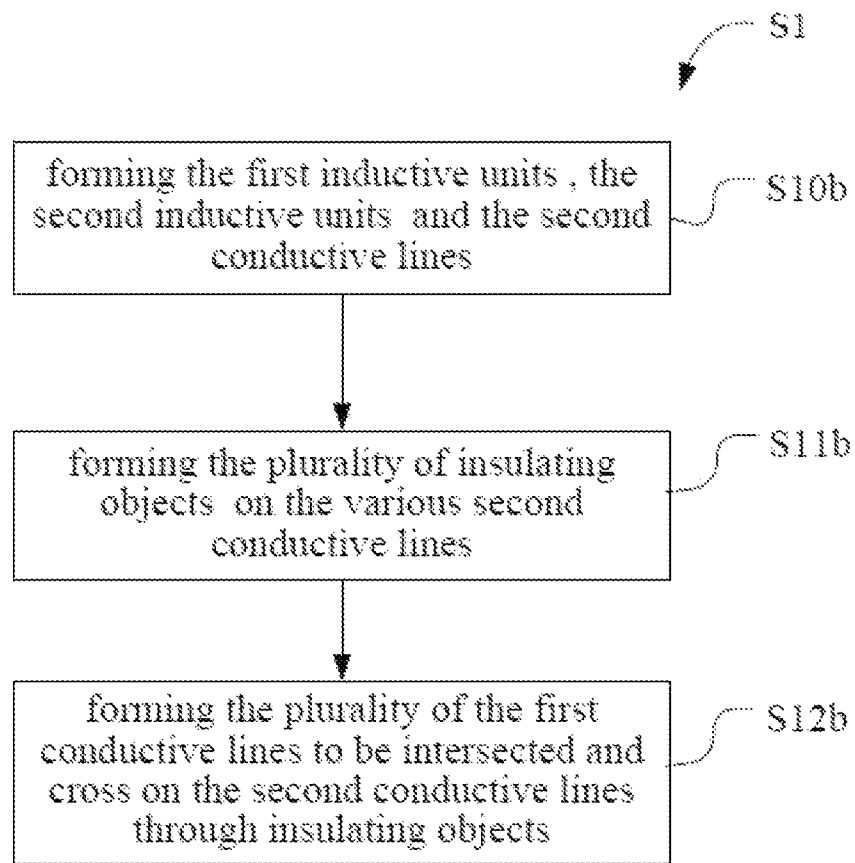 S1
forming the first inductive units , the
second inductive units and the second
conductive lines
S10b
forming the plurality of insulating
objects on the various second
conductive lines
S11b
forming the plurality of the first
conductive lines to be intersected and
cross on the second conductive lines
through insulating objects
S12b